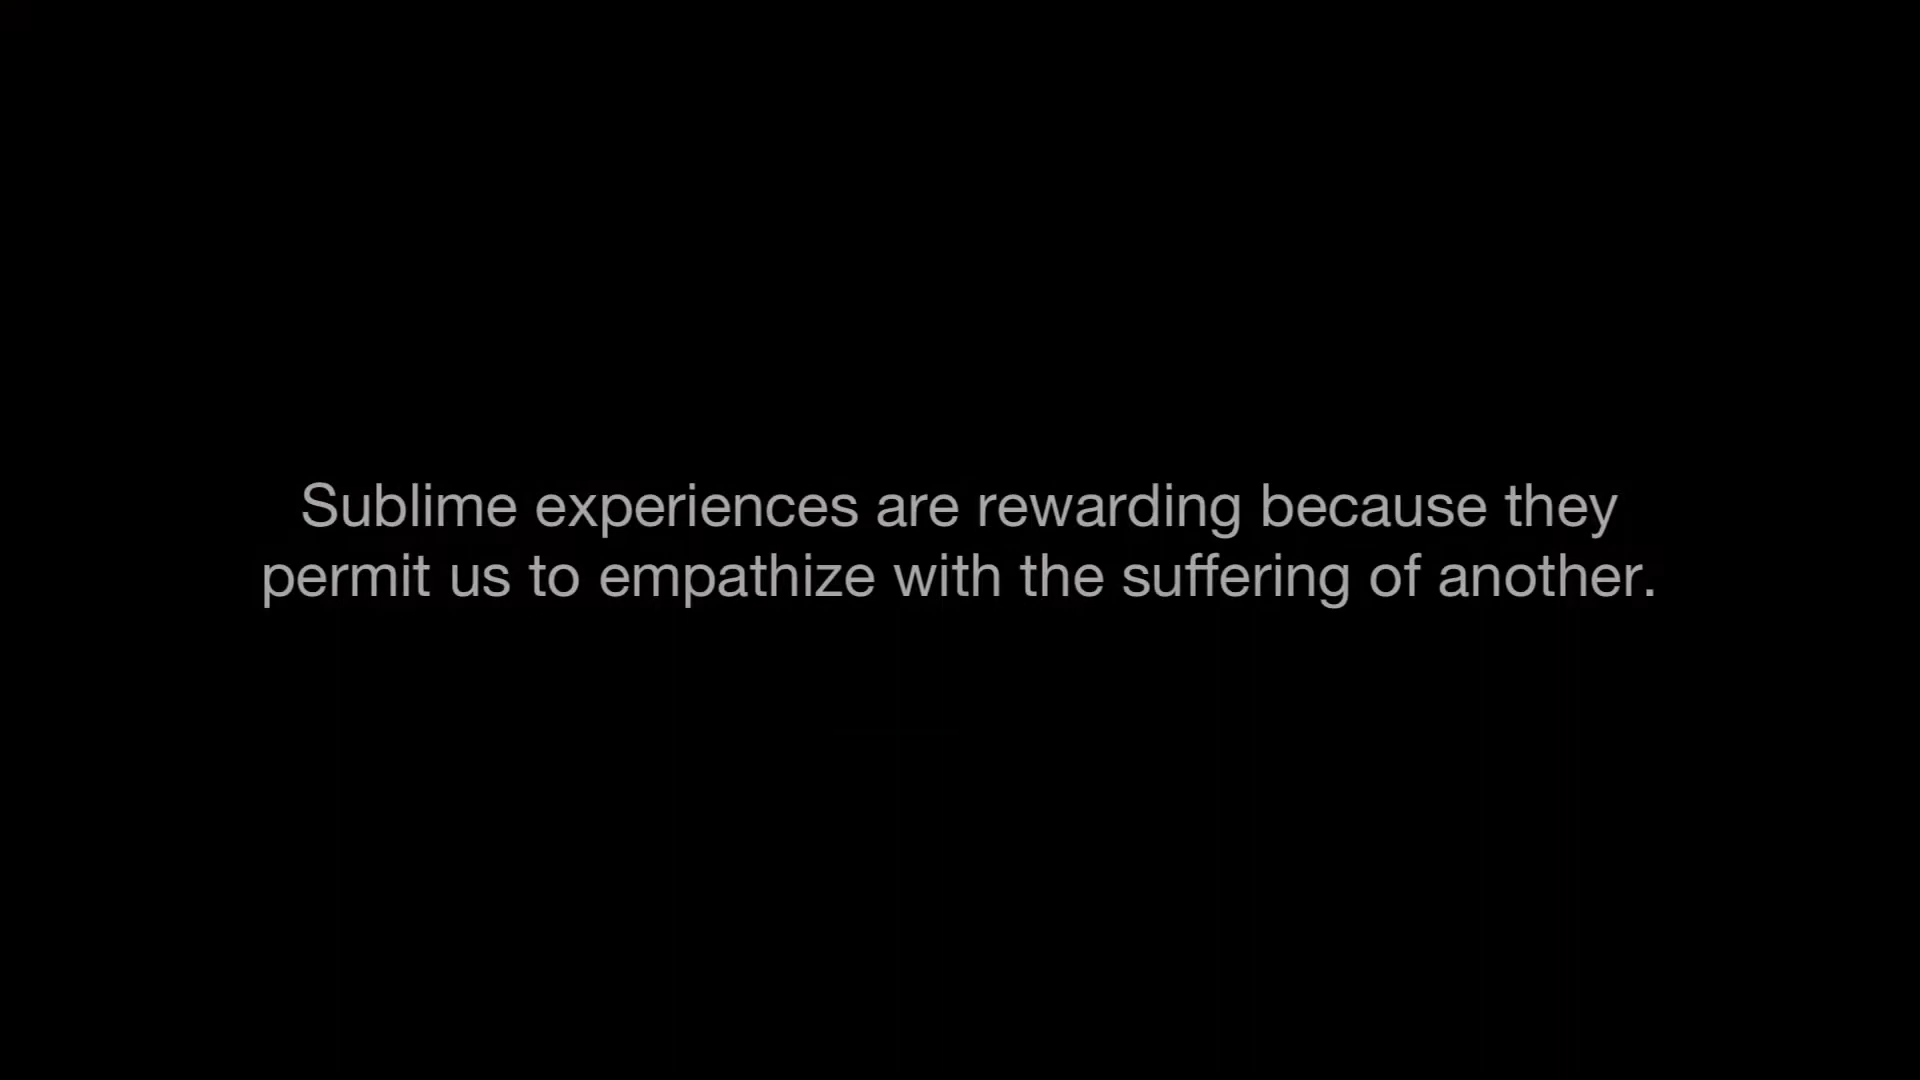 Sublime experiences are rewarding because they
permit us to empathize with the suffering of another.